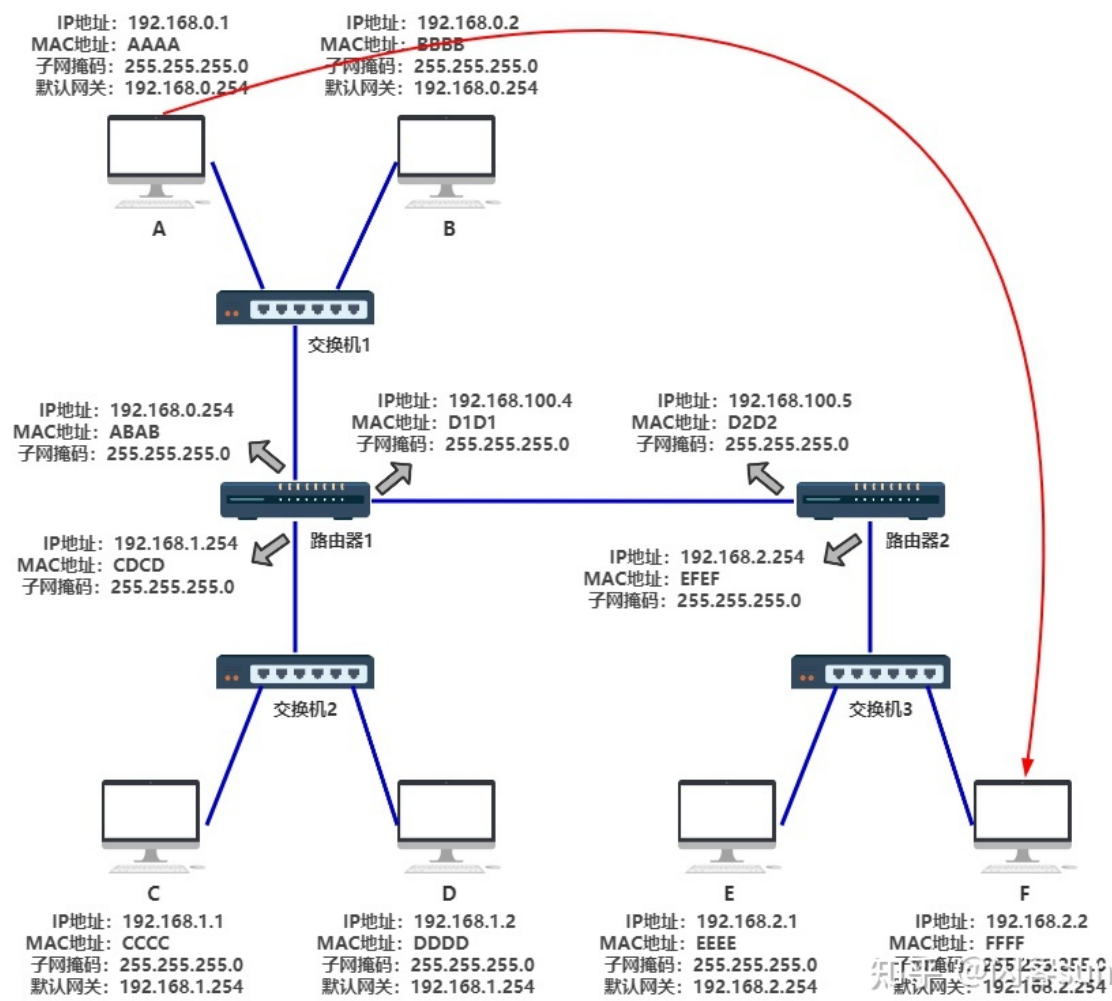 IP地址：192.168.0.1
MAC地址：AAAA
子网掩码：255.255.255.0
默认网关：192.168.0.254
A
IP地址：192.168.0.2
MAC地址：BBBB
子网掩码：255.255.255.0
默认网关：192.168.0.254
B
交换机1
IP地址：192.168.0.254
MAC地址：ABAB
子网掩码：255.255.255.0
IP地址：192.168.100.4
MAC地址：D1D1
子网掩码：255.255.255.0
IP地址：192.168.100.5
MAC地址：D2D2
子网掩码：255.255.255.0
路由器1
路由器2
IP地址：192.168.1.254
MAC地址：CDCD
子网掩码：255.255.255.0
IP地址：192.168.2.254
MAC地址：EFEF
子网掩码：255.255.255.0
交换机2
交换机3
C
IP地址：192.168.1.1
MAC地址：CCCC
子网掩码：255.255.255.0
默认网关：192.168.1.254
D
IP地址：192.168.1.2
MAC地址：DDDD
子网掩码：255.255.255.0
默认网关：192.168.1.254
E
IP地址：192.168.2.1
MAC地址：EEEE
子网掩码：255.255.255.0
默认网关：192.168.2.254
F
IP地址：192.168.2.2
MAC地址：FFFF
子网掩码：255.255.255.0
默认网关：192.168.2.254
知乎 @闪客sun